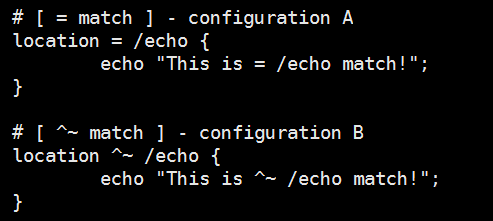 # [ = match ] - configuration A
location = /echo {
        echo "This is = /echo match!";
}

# [ ^~ match ] - configuration B
location ^~ /echo {
        echo "This is ^~ /echo match!";
}